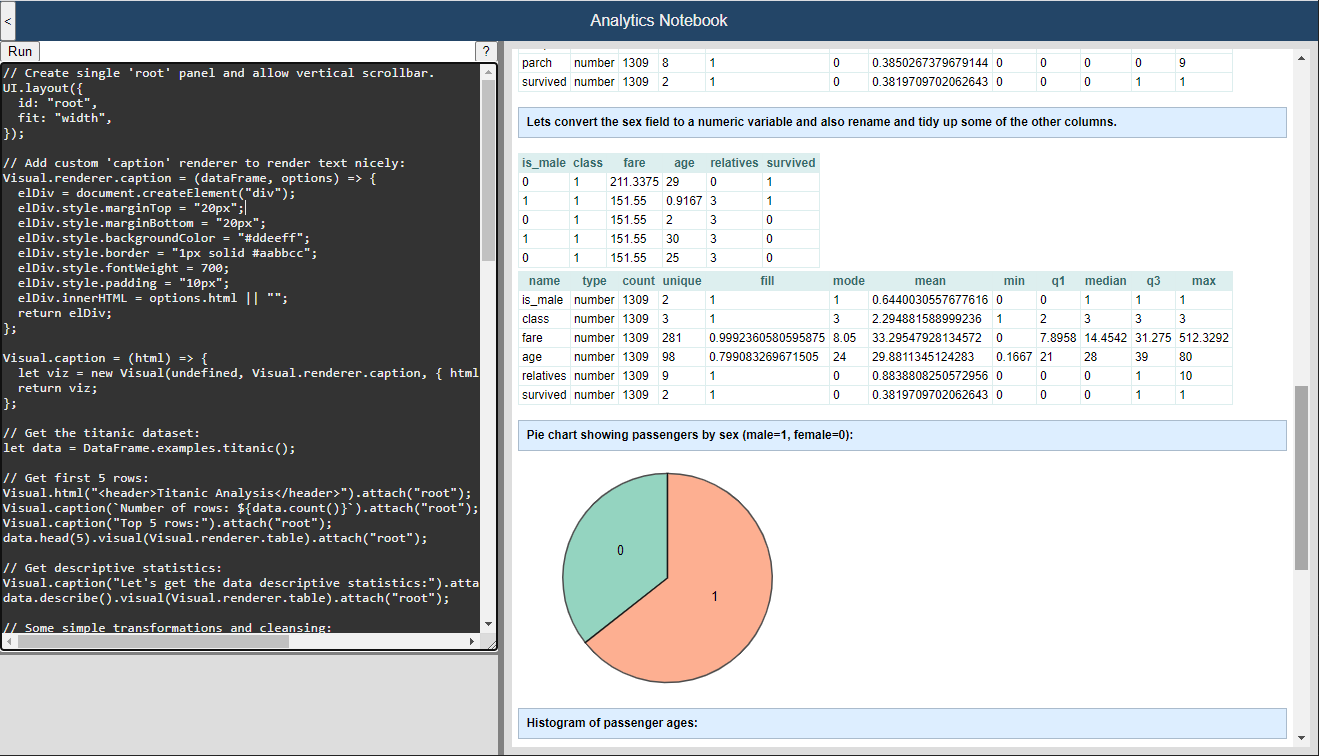 <
Analytics Notebook
Run
?
// Create single 'root' panel and allow vertical scrollbar.
UI.layout({
  id: "root",
  fit: "width",
});
// Add custom 'caption' renderer to render text nicely:
Visual.renderer.caption = (dataFrame, options) => {
  elDiv = document.createElement("div");
  elDiv.style.marginTop = "20px";
  elDiv.style.marginBottom = "20px";
  elDiv.style.backgroundColor = "#ddeeff";
  elDiv.style.border = "1px solid #aabbcc";
  elDiv.style.fontWeight = 700;
  elDiv.style.padding = "10px";
  elDiv.innerHTML = options.html || "";
  return elDiv;
};
Visual.caption = (html) => {
  let viz = new Visual(undefined, Visual.renderer.caption, { html
  return viz;
};
// Get the titanic dataset:
let data = DataFrame.examples.titanic();
// Get first 5 rows:
Visual.html("<header>Titanic Analysis</header>").attach("root");
Visual.caption(`Number of rows: ${data.count()}`).attach("root");
Visual.caption("Top 5 rows:").attach("root");
data.head(5).visual(Visual.renderer.table).attach("root");
// Get descriptive statistics:
Visual.caption("Let's get the data descriptive statistics:").atta
data.describe().visual(Visual.renderer.table).attach("root");
// Some simple transformations and cleansing:
parch number 1309 8 1 0 0.3850267379679144 0 0 0 0 9
survived number 1309 2 1 0 0.3819709702062643 0 0 0 1 1
Lets convert the sex field to a numeric variable and also rename and tidy up some of the other columns.
is_male class fare age relatives survived
0 1 211.3375 29 0 1
1 1 151.55 0.9167 3 1
0 1 151.55 2 3 0
1 1 151.55 30 3 0
0 1 151.55 25 3 0
name type count unique fill mode mean min q1 median q3 max
is_male number 1309 2 1 1 0.6440030557677616 0 0 1 1 1
class number 1309 3 1 3 2.294881588999236 1 2 3 3 3
fare number 1309 281 0.9992360580595875 8.05 33.29547928134572 0 7.8958 14.4542 31.275 512.3292
age number 1309 98 0.799083269671505 24 29.8811345124283 0.1667 21 28 39 80
relatives number 1309 9 1 0 0.8838808250572956 0 0 0 1 10
survived number 1309 2 1 0 0.3819709702062643 0 0 0 1 1
Pie chart showing passengers by sex (male=1, female=0):
0
1
Histogram of passenger ages: